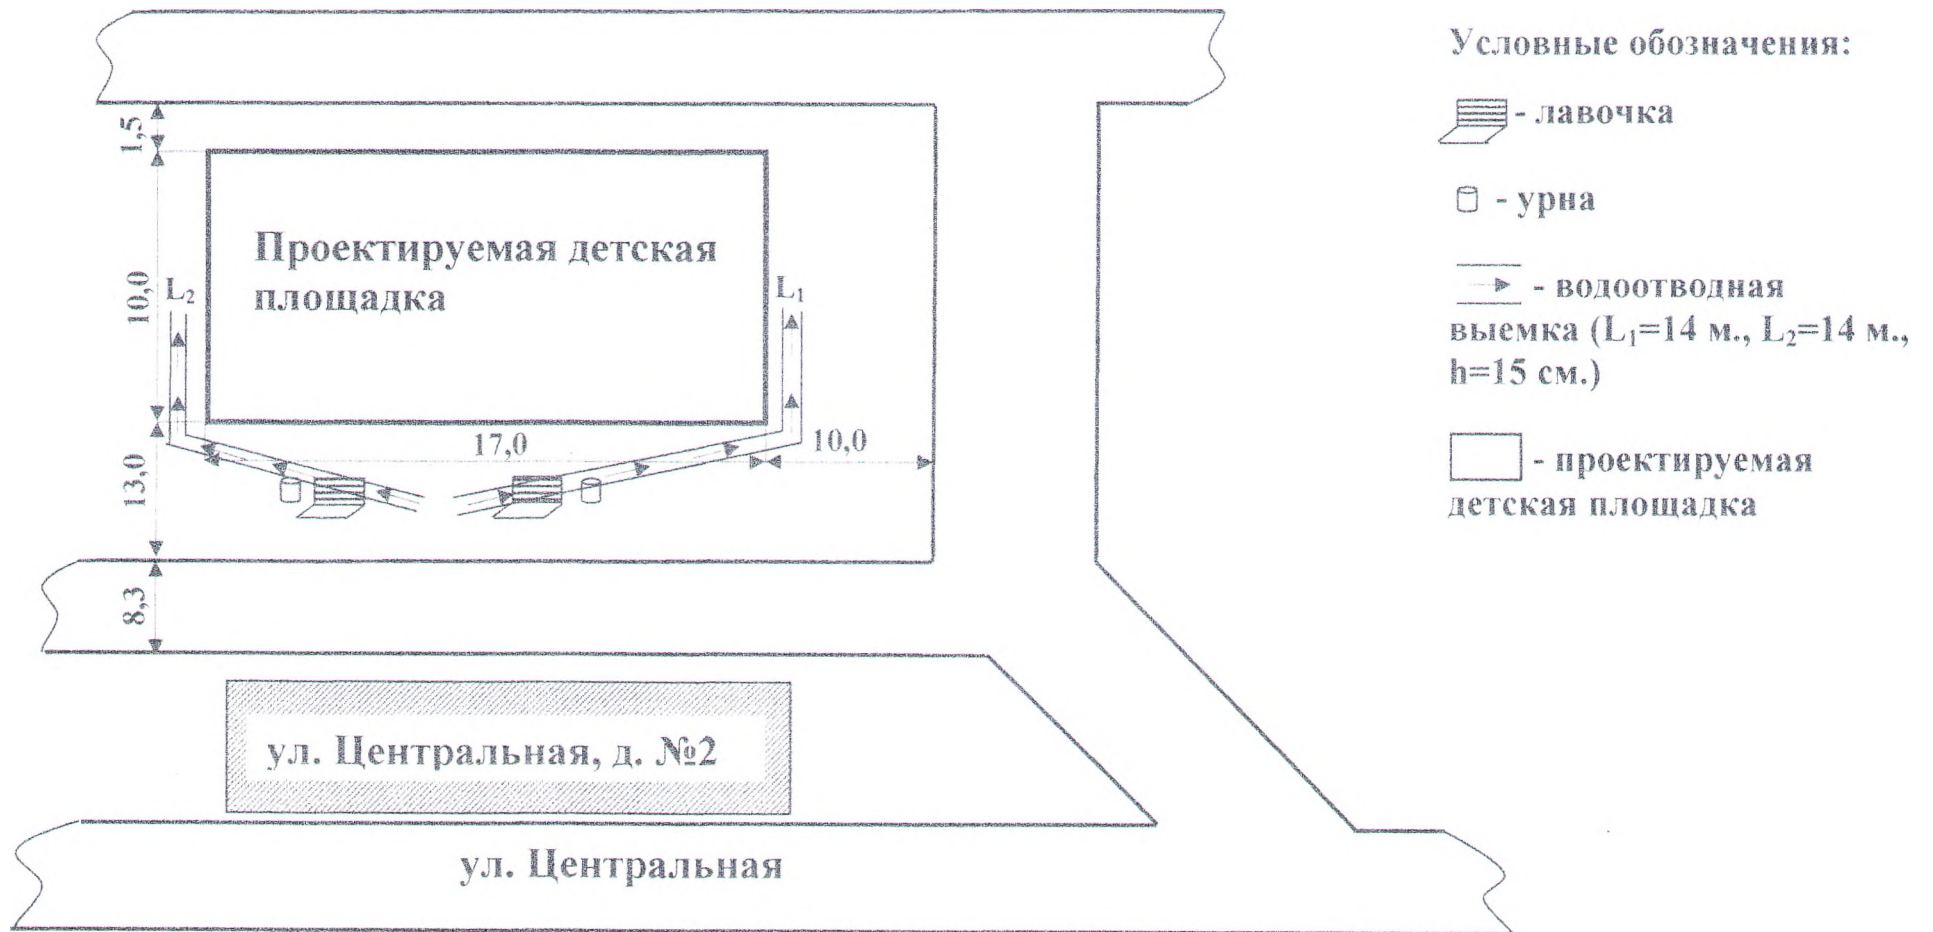 Условные обозначения:
- лавочка
- урна
- водоотводная
выемка (L₁=14 м., L₂=14 м.,
h=15 см.)
- проектируемая
детская площадка
1,5
10,0
13,0
8,3
Проектируемая детская
площадка
L₂
L₁
17,0
10,0
ул. Центральная, д. №2
ул. Центральная